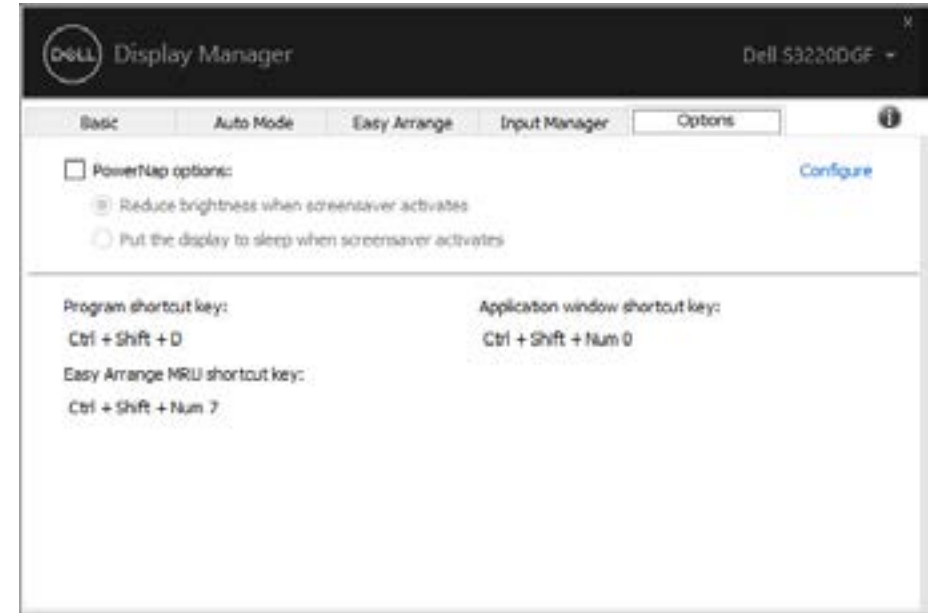 DELL Display Manager
Dell S3220DGF
x
Basic Auto Mode Easy Arrange Input Manager Options i
PowerNap options: Configure
Reduce brightness when screensaver activates
Put the display to sleep when screensaver activates
Program shortcut key: Application window shortcut key:
Ctrl + Shift + D Ctrl + Shift + Num 0
Easy Arrange MRU shortcut key:
Ctrl + Shift + Num 7